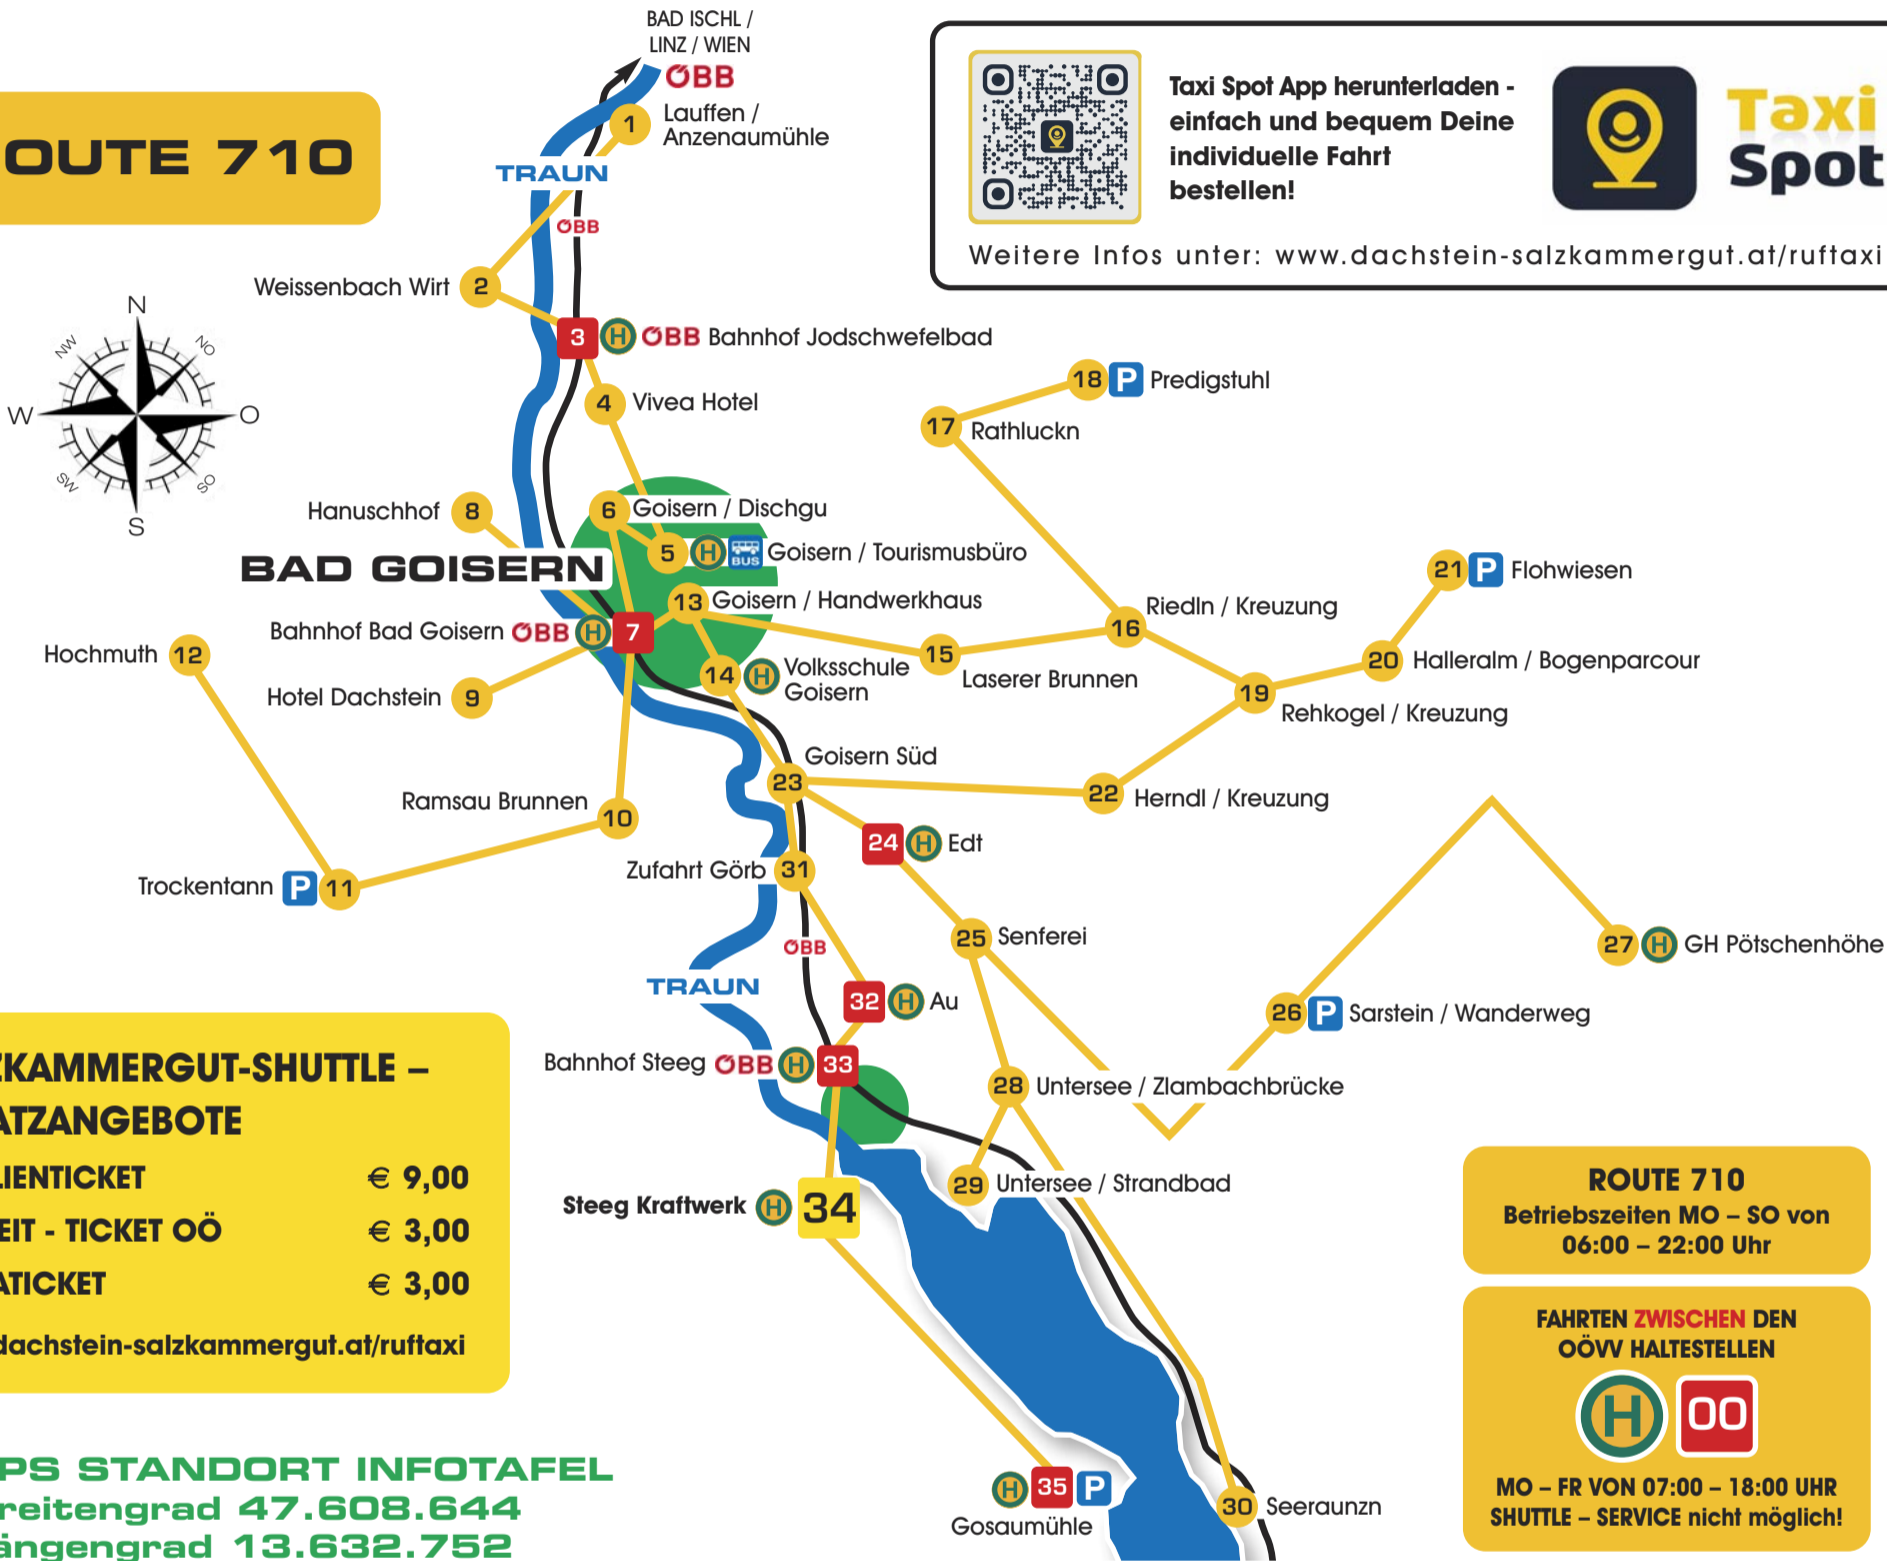 BAD ISCHL /
LINZ / WIEN
ÖBB
OUTE 710
1 Lauffen /
Anzenaumühle
TRAUN
ÖBB
Taxi Spot App herunterladen -
einfach und bequem Deine
individuelle Fahrt
bestellen!
Taxi
Spot
Weitere Infos unter: www.dachstein-salzkammergut.at/ruftaxi
Weissenbach Wirt 2
N
NW
NO
W
O
SW
SO
S
3 H ÖBB Bahnhof Jodschwefelbad
4 Vivea Hotel
18 P Predigstuhl
17 Rathluckn
Hanuschhof 8
6 Goisern / Dischgu
5 H BUS Goisern / Tourismusbüro
BAD GOISERN
21 P Flohwiesen
13 Goisern / Handwerkhaus
Riedln / Kreuzung
16
Bahnhof Bad Goisern ÖBB H 7
Hochmuth 12
15
Laserer Brunnen
20 Halleralm / Bogenparcour
14 H Volksschule
Goisern
Hotel Dachstein 9
19
Rehkogel / Kreuzung
Goisern Süd
23
22 Herndl / Kreuzung
Ramsau Brunnen
10
24 H Edt
Zufahrt Görb 31
Trockentann P 11
25 Senferei
27 H GH Pötschenhöhe
ÖBB
TRAUN
32 H Au
26 P Sarstein / Wanderweg
Bahnhof Steeg ÖBB H 33
28 Untersee / Zlambachbrücke
29 Untersee / Strandbad
Steeg Kraftwerk H 34
ZKAMMERGUT-SHUTTLE –
ATZANGEBOTE
LIENTICKET € 9,00
EIT - TICKET OÖ € 3,00
ATICKET € 3,00
dachstein-salzkammergut.at/ruftaxi
ROUTE 710
Betriebszeiten MO – SO von
06:00 – 22:00 Uhr
FAHRTEN ZWISCHEN DEN
OÖVV HALTESTELLEN
H 00
MO – FR VON 07:00 – 18:00 UHR
SHUTTLE – SERVICE nicht möglich!
PS STANDORT INFOTAFEL
reitengrad 47.608.644
ängengrad 13.632.752
H 35 P
Gosaumühle
30 Seeraunzn